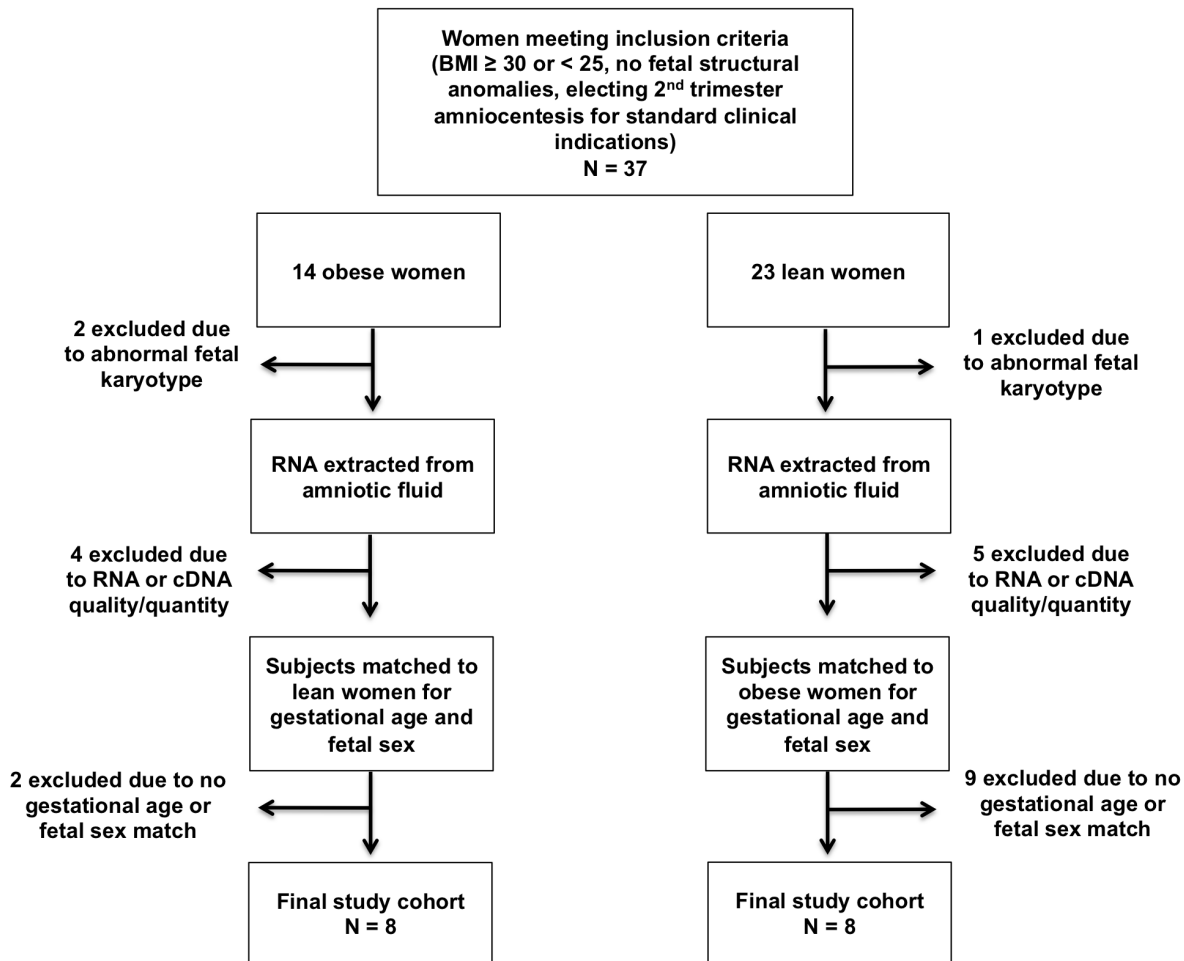 Women meeting inclusion criteria
(BMI ≥ 30 or < 25, no fetal structural
anomalies, electing 2nd trimester
amniocentesis for standard clinical
indications)
N = 37
14 obese women
23 lean women
2 excluded due
to abnormal fetal
karyotype
1 excluded due
to abnormal fetal
karyotype
RNA extracted from
amniotic fluid
RNA extracted from
amniotic fluid
4 excluded due
to RNA or cDNA
quality/quantity
5 excluded due
to RNA or cDNA
quality/quantity
Subjects matched to
lean women for
gestational age and
fetal sex
Subjects matched to
obese women for
gestational age and
fetal sex
2 excluded due to no
gestational age or
fetal sex match
9 excluded due to no
gestational age or
fetal sex match
Final study cohort
N = 8
Final study cohort
N = 8